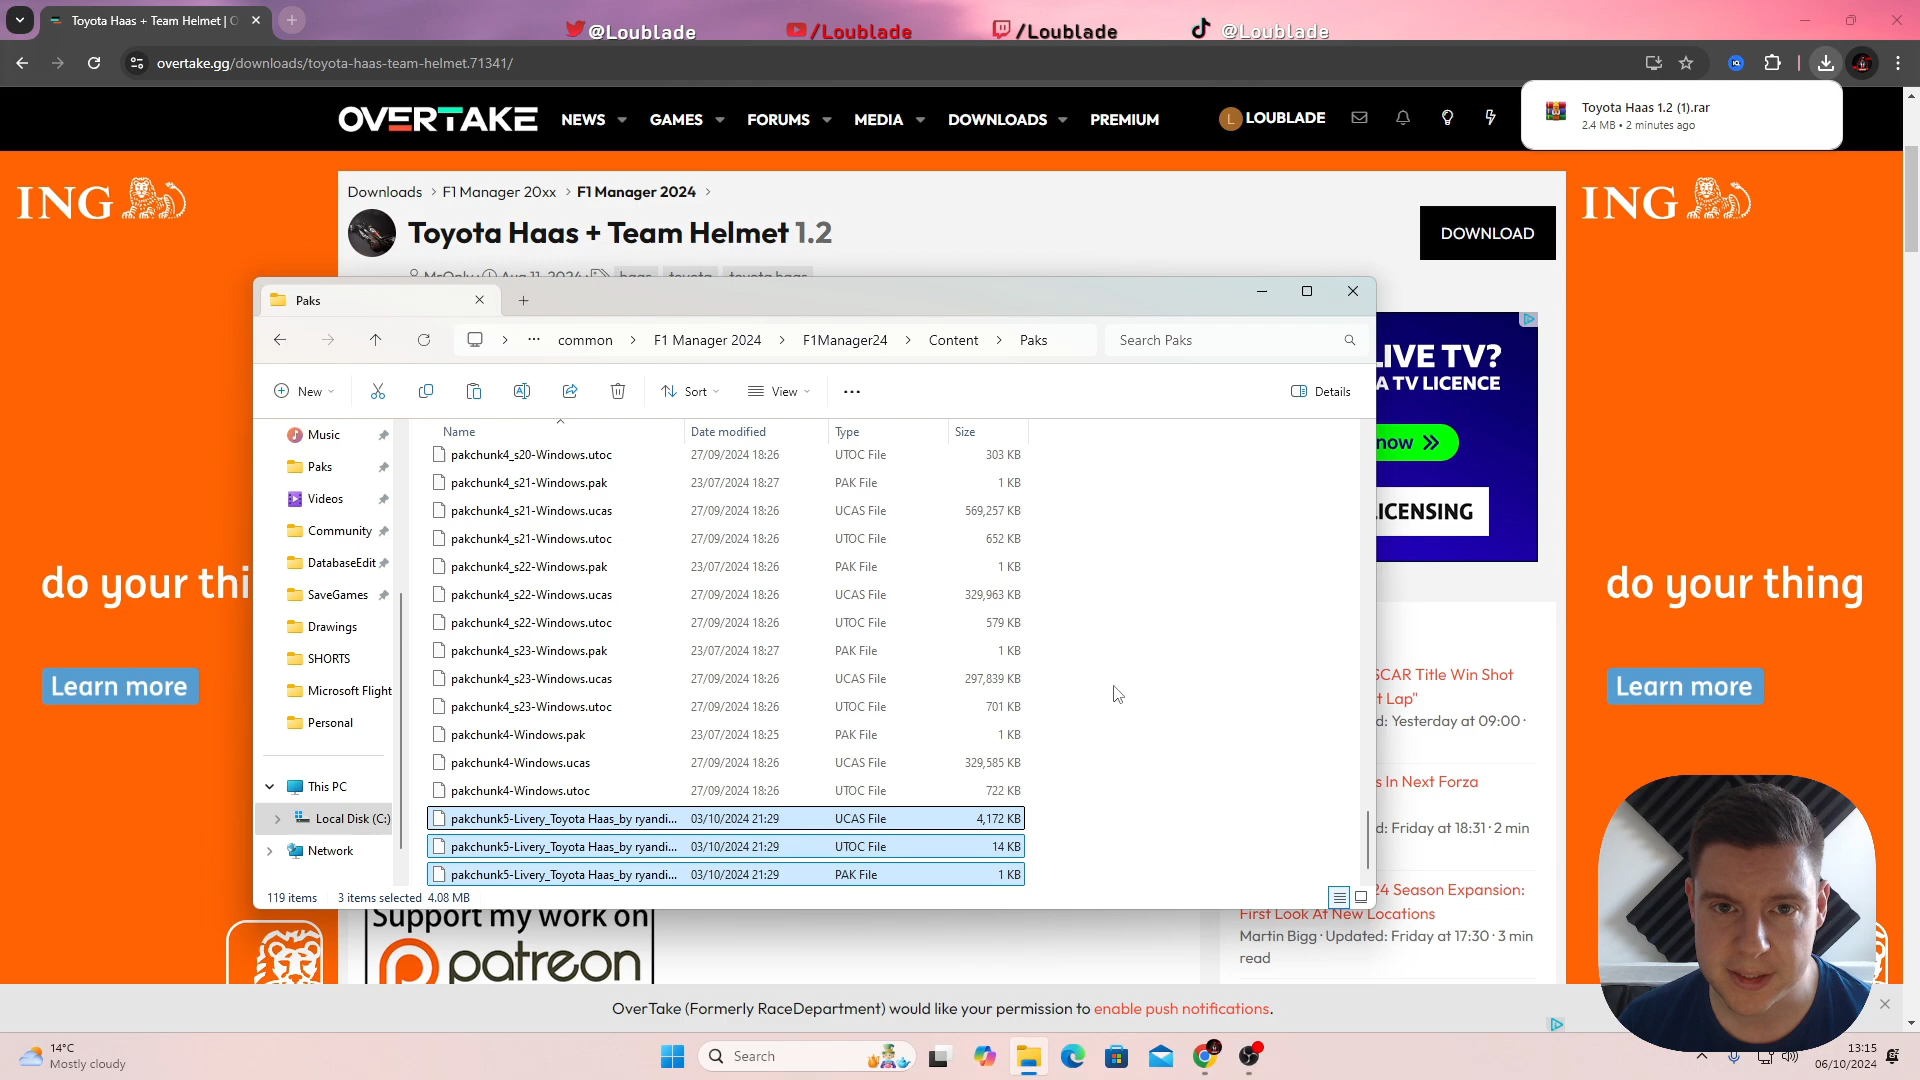 Toyota Haas + Team Helmet | O
@Loublade
/Loublade
/Loublade
@Loublade
overtake.gg/downloads/toyota-haas-team-helmet.71341/
OVERTAKE
NEWS
GAMES
FORUMS
MEDIA
DOWNLOADS
PREMIUM
L
LOUBLADE
Toyota Haas 1.2 (1).rar
2.4 MB • 2 minutes ago
ING
ING
Downloads > F1 Manager 20xx > F1 Manager 2024 >
Toyota Haas + Team Helmet 1.2
DOWNLOAD
haas toyota toyota haas
Paks
common > F1 Manager 2024 > F1Manager24 > Content > Paks
Search Paks
New
Sort
View
Details
LIVE TV?
A TV LICENCE
now
ICENSING
Music
Paks
Videos
Community
DatabaseEdit
SaveGames
Drawings
SHORTS
Microsoft Flight
Personal
This PC
Local Disk (C:)
Network
Name Date modified Type Size
pakchunk4_s20-Windows.utoc 27/09/2024 18:26 UTOC File 303 KB
pakchunk4_s21-Windows.pak 23/07/2024 18:27 PAK File 1 KB
pakchunk4_s21-Windows.ucas 27/09/2024 18:26 UCAS File 569,257 KB
pakchunk4_s21-Windows.utoc 27/09/2024 18:26 UTOC File 652 KB
pakchunk4_s22-Windows.pak 23/07/2024 18:26 PAK File 1 KB
pakchunk4_s22-Windows.ucas 27/09/2024 18:26 UCAS File 329,963 KB
pakchunk4_s22-Windows.utoc 27/09/2024 18:26 UTOC File 579 KB
pakchunk4_s23-Windows.pak 23/07/2024 18:27 PAK File 1 KB
pakchunk4_s23-Windows.ucas 27/09/2024 18:26 UCAS File 297,839 KB
pakchunk4_s23-Windows.utoc 27/09/2024 18:26 UTOC File 701 KB
pakchunk4-Windows.pak 23/07/2024 18:25 PAK File 1 KB
pakchunk4-Windows.ucas 27/09/2024 18:26 UCAS File 329,585 KB
pakchunk4-Windows.utoc 27/09/2024 18:26 UTOC File 722 KB
pakchunk5-Livery_Toyota Haas_by ryandi... 03/10/2024 21:29 UCAS File 4,172 KB
pakchunk5-Livery_Toyota Haas_by ryandi... 03/10/2024 21:29 UTOC File 14 KB
pakchunk5-Livery_Toyota Haas_by ryandi... 03/10/2024 21:29 PAK File 1 KB
119 items 3 items selected 4.08 MB
do your thi
Learn more
do your thing
Learn more
SCAR Title Win Shot
t Lap"
d: Yesterday at 09:00 ·
s In Next Forza
d: Friday at 18:31 · 2 min
24 Season Expansion:
First Look At New Locations
Martin Bigg · Updated: Friday at 17:30 · 3 min
read
Support my work on
patreon
OverTake (Formerly RaceDepartment) would like your permission to enable push notifications.
14°C
Mostly cloudy
Search
13:15
06/10/2024